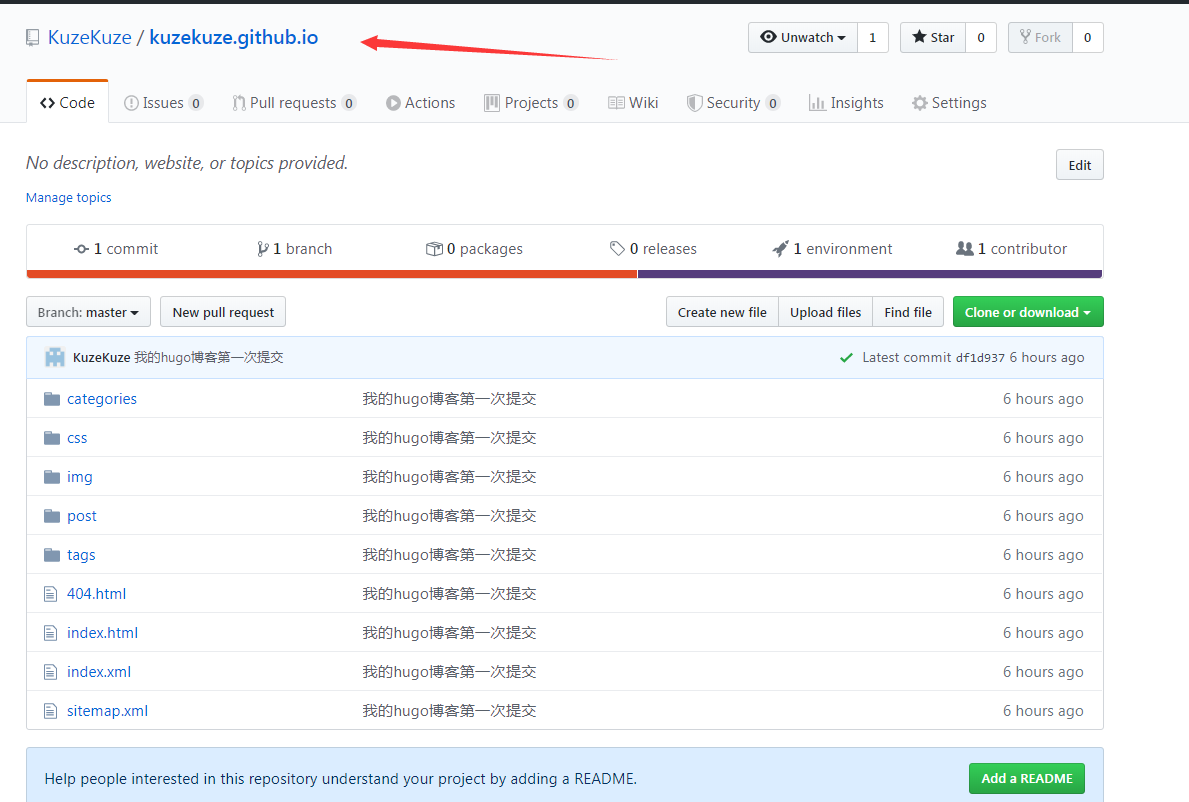 KuzeKuze / kuzekuze.github.io Unwatch 1 Star 0 Fork 0
Code Issues 0 Pull requests 0 Actions Projects 0 Wiki Security 0 Insights Settings
No description, website, or topics provided. Edit
Manage topics
1 commit 1 branch 0 packages 0 releases 1 environment 1 contributor
Branch: master New pull request Create new file Upload files Find file Clone or download
KuzeKuze 我的hugo博客第一次提交 Latest commit df1d937 6 hours ago
categories 我的hugo博客第一次提交 6 hours ago
css 我的hugo博客第一次提交 6 hours ago
img 我的hugo博客第一次提交 6 hours ago
post 我的hugo博客第一次提交 6 hours ago
tags 我的hugo博客第一次提交 6 hours ago
404.html 我的hugo博客第一次提交 6 hours ago
index.html 我的hugo博客第一次提交 6 hours ago
index.xml 我的hugo博客第一次提交 6 hours ago
sitemap.xml 我的hugo博客第一次提交 6 hours ago
Help people interested in this repository understand your project by adding a README. Add a README